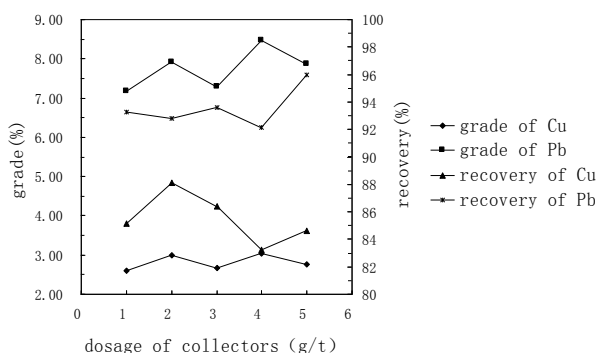 9.00
8.00
7.00
6.00
5.00
4.00
3.00
2.00
grade(%)
100
98
96
94
92
90
88
86
84
82
80
recovery(%)
0 1 2 3 4 5 6
dosage of collectors (g/t)
grade of Cu
grade of Pb
recovery of Cu
recovery of Pb